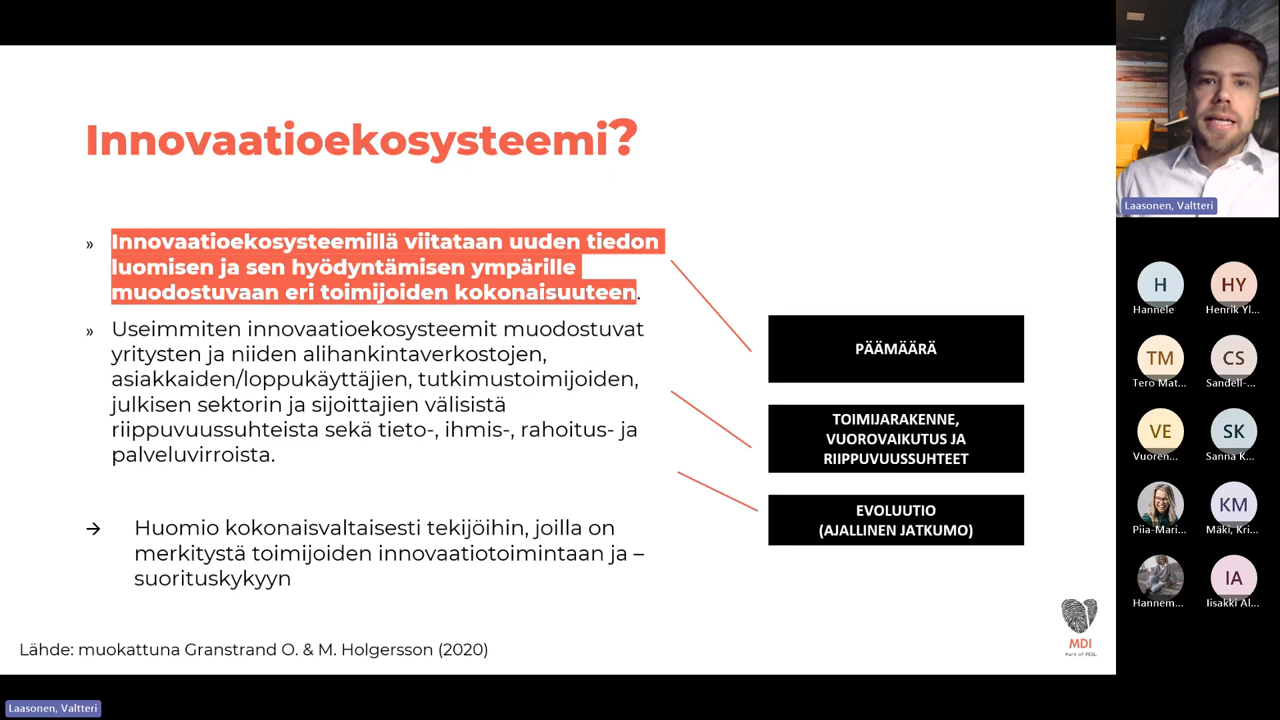 Innovaatioekosysteemi?
» Innovaatioekosysteemillä viitataan uuden tiedon
luomisen ja sen hyödyntämisen ympärille
muodostuvaan eri toimijoiden kokonaisuuteen.
» Useimmiten innovaatioekosysteemit muodostuvat
yritysten ja niiden alihankintaverkostojen,
asiakkaiden/loppukäyttäjien, tutkimustoimijoiden,
julkisen sektorin ja sijoittajien välisistä
riippuvuussuhteista sekä tieto-, ihmis-, rahoitus- ja
palveluvirroista.
→ Huomio kokonaisvaltaisesti tekijöihin, joilla on
merkitystä toimijoiden innovaatiotoimintaan ja –
suorituskykyyn
PÄÄMÄÄRÄ
TOIMIJARAKENNE,
VUOROVAIKUTUS JA
RIIPPUVUUSSUHTEET
EVOLUUTIO
(AJALLINEN JATKUMO)
Lähde: muokattuna Granstrand O. & M. Holgersson (2020)
MDI
Part of FCG.
Laasonen, Valtteri
Laasonen, Valtteri
H
HY
Hannele
Henrik Yl...
TM
CS
Tero Mat...
Sandell-...
VE
SK
Vuoren...
Sanna K...
KM
Piia-Mari...
Mäki, Kri...
IA
Hannem...
Iisakki Al...